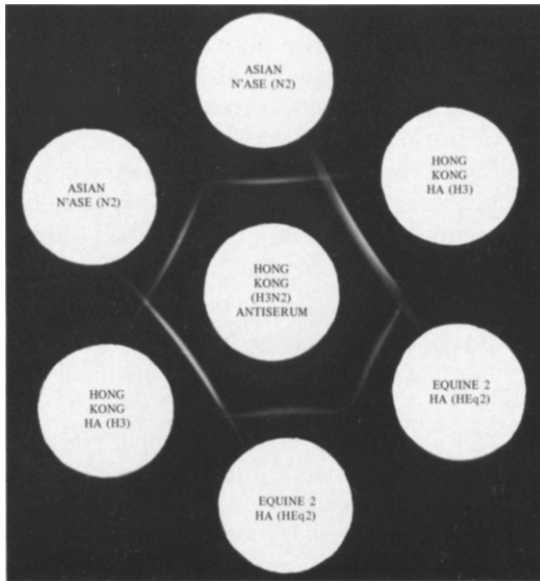 ASIAN
N'ASE (N2)
HONG
KONG
HA (H3)
ASIAN
N'ASE (N2)
HONG
KONG
(H3N2)
ANTISERUM
HONG
KONG
HA (H3)
EQUINE 2
HA (HEq2)
EQUINE 2
HA (HEq2)